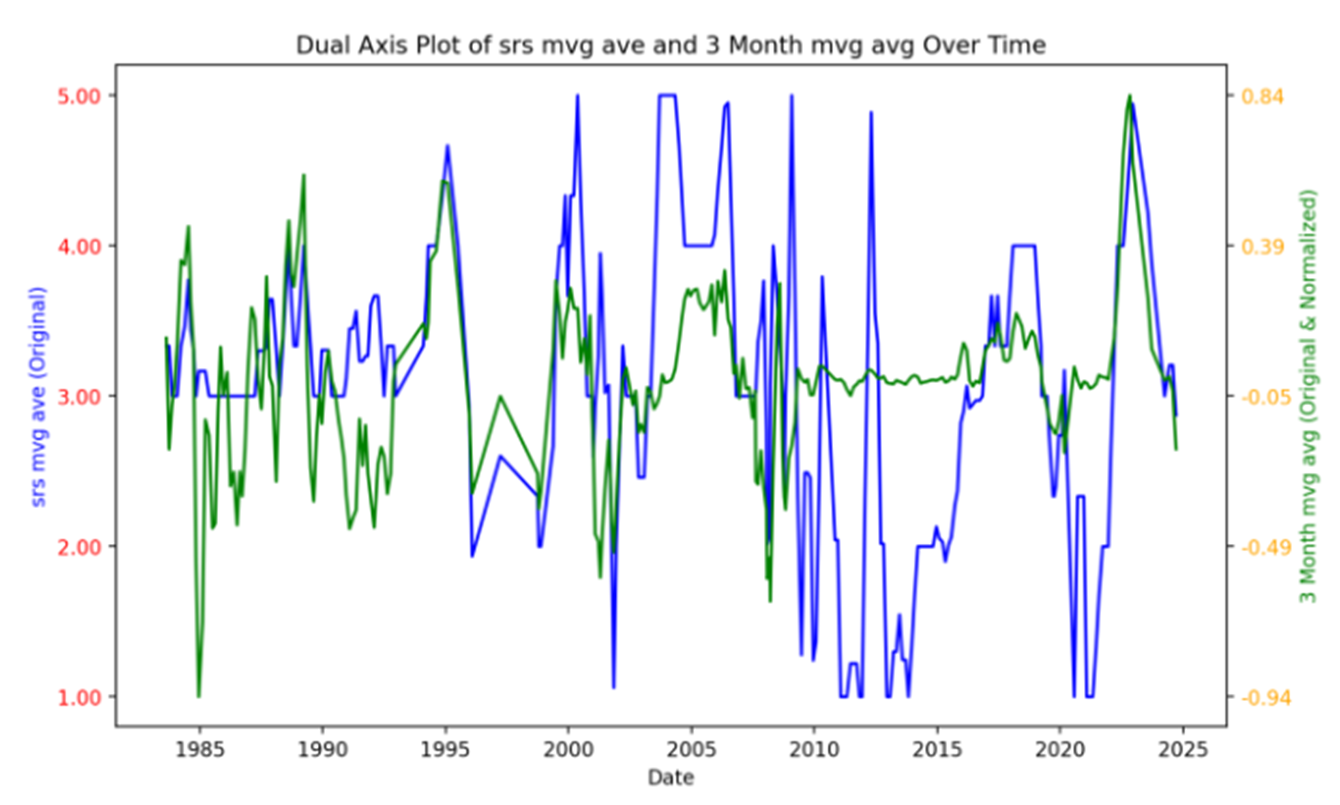 Dual Axis Plot of srs mvg ave and 3 Month mvg avg Over Time
srs mvg ave (Original)
5.00
4.00
3.00
2.00
1.00
0.84
0.39
-0.05
-0.49
-0.94
3 Month mvg avg (Original & Normalized)
1985 1990 1995 2000 2005 2010 2015 2020 2025
Date